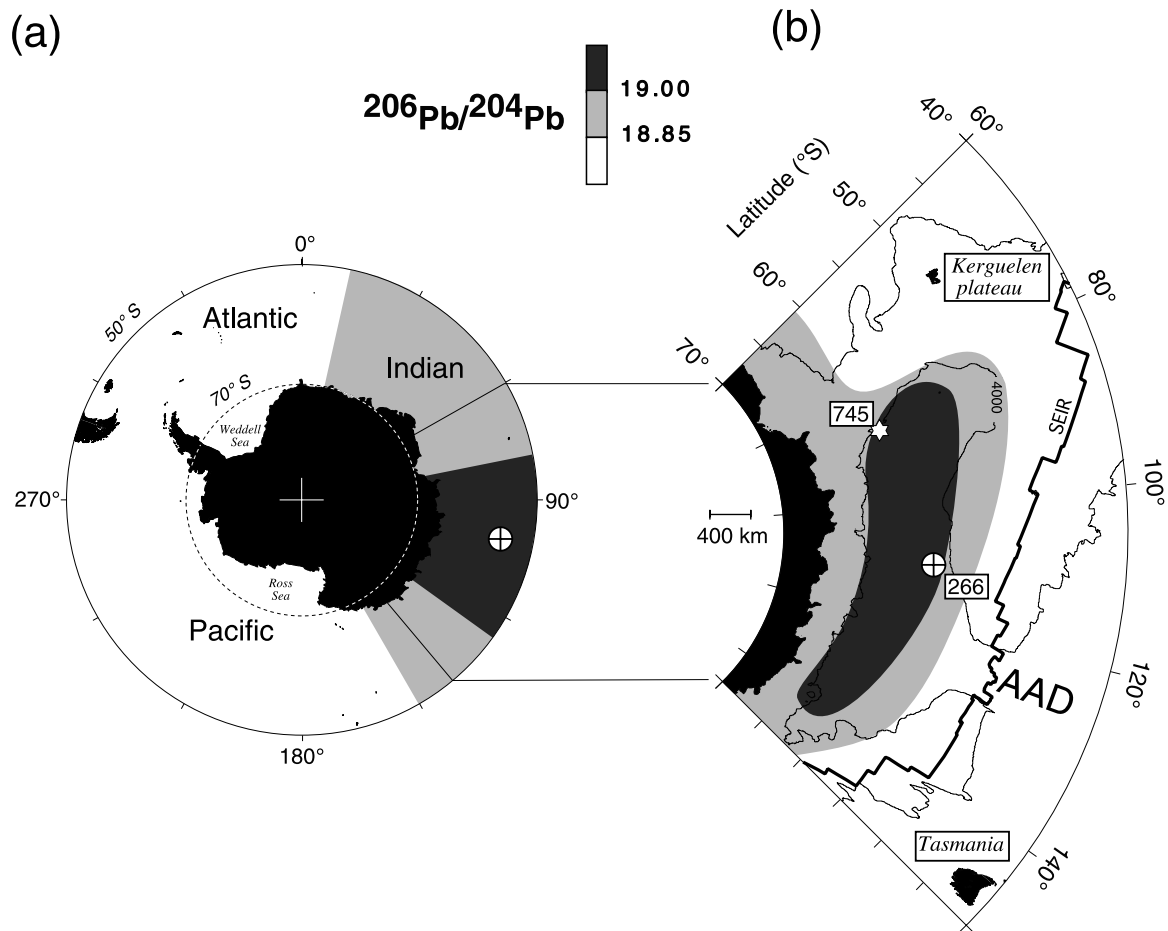 (a)
(b)
206Pb/204Pb
19.00
18.85
0°
50° S
Atlantic
Indian
70° S
Weddell
Sea
270°
90°
Ross
Sea
Pacific
180°
40°
60°
Latitude (°S)
50°
60°
70°
Kerguelen
plateau
80°
4000
SEIR
745
100°
400 km
266
AAD
120°
Tasmania
140°